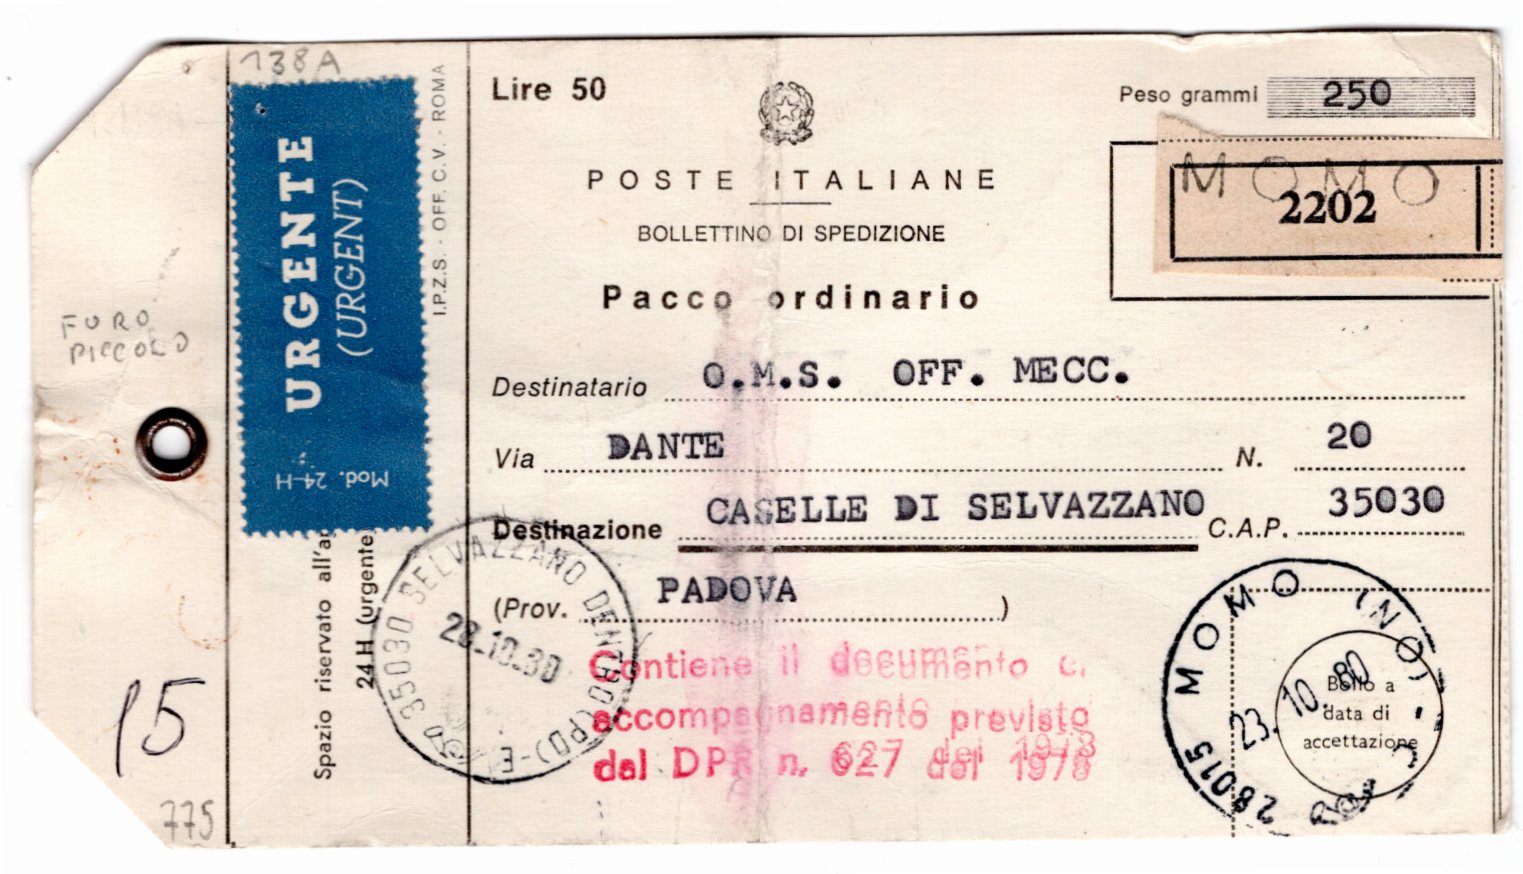 138A
URGENTE
(URGENT)
Mod. 24-H
I.P.Z.S. - OFF. C.V. - ROMA
FURO
PICCOLO
15
775
Spazio riservato all'
24 H (urgente
Lire 50
Peso grammi 250
MOMO
2202
POSTE ITALIANE
BOLLETTINO DI SPEDIZIONE
Pacco ordinario
Destinatario O.M.S. OFF. MECC.
Via DANTE N. 20
Destinazione CASELLE DI SELVAZZANO C.A.P. 35030
(Prov. PADOVA )
35030 SELVAZZANO DENTRO (PD) - E
28.10.80
Contiene il documento di
accompagnamento previsto
dal DPR n. 627 del 1978
28015 MOMO (NO)
23.10.80
Bollo a
data di
accettazione